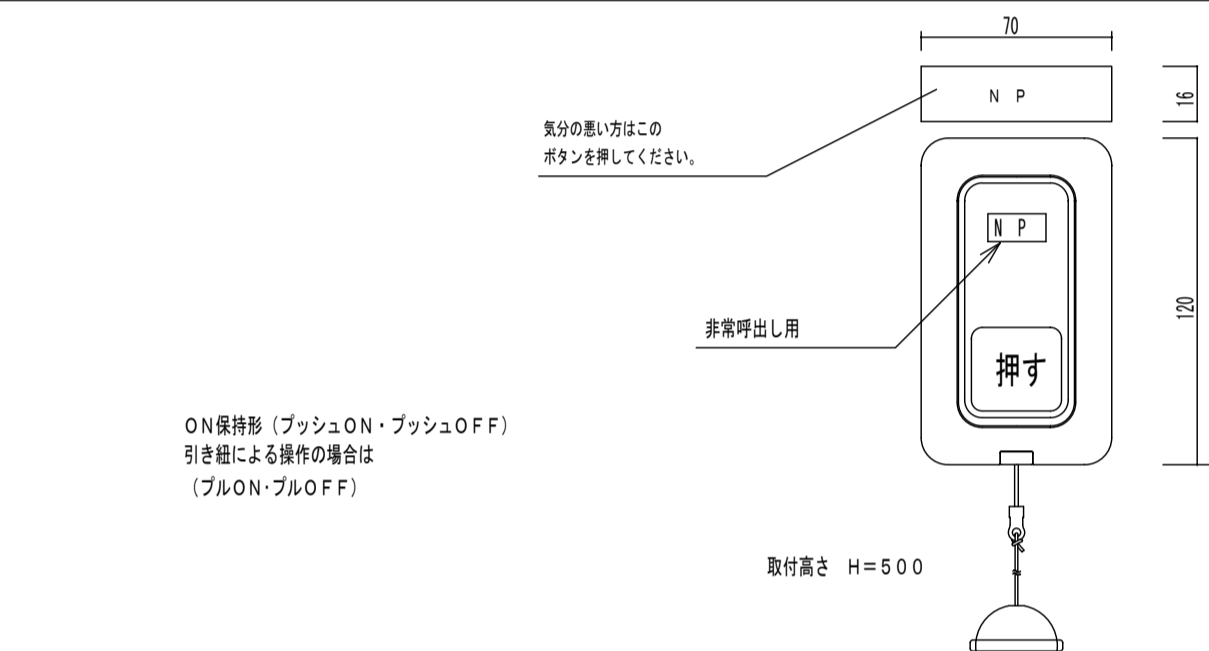 70
ＮＰ
16
気分の悪い方はこの
ボタンを押してください。
ＮＰ
120
非常呼出し用
押す
ＯＮ保持形（プッシュＯＮ・プッシュＯＦＦ）
引き紐による操作の場合は
（プルＯＮ・プルＯＦＦ）
取付高さ　Ｈ＝５００